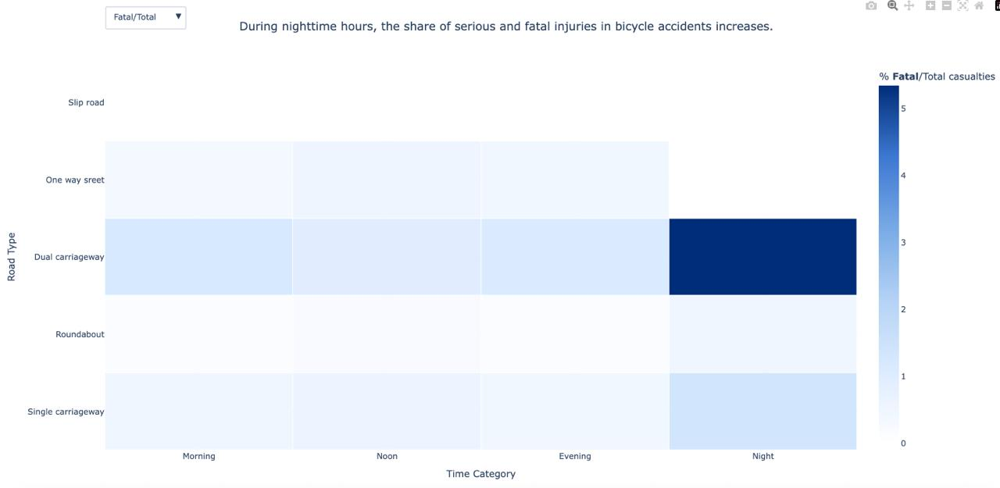 Fatal/Total ▼
During nighttime hours, the share of serious and fatal injuries in bicycle accidents increases.
% Fatal/Total casualties
Slip road
One way sreet
Dual carriageway
Roundabout
Single carriageway
Road Type
Morning
Noon
Evening
Night
Time Category
5
4
3
2
1
0